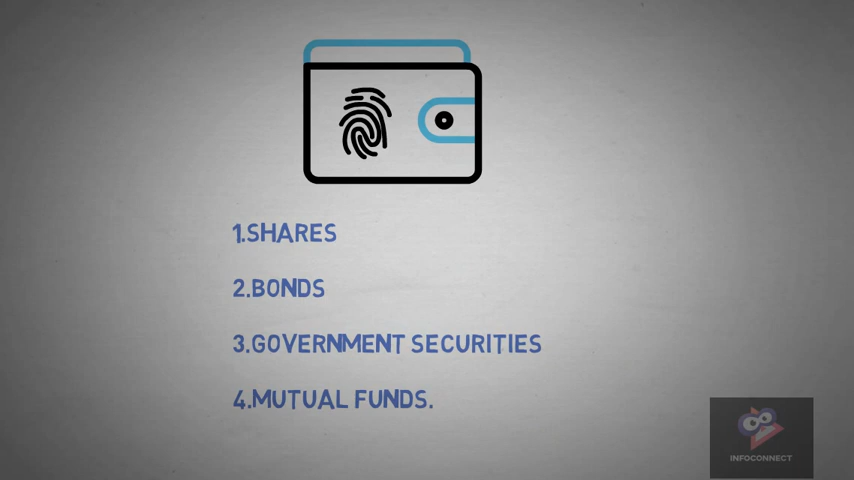 1.SHARES
2.BONDS
3.GOVERNMENT SECURITIES
4.MUTUAL FUNDS.
INFOCONNECT